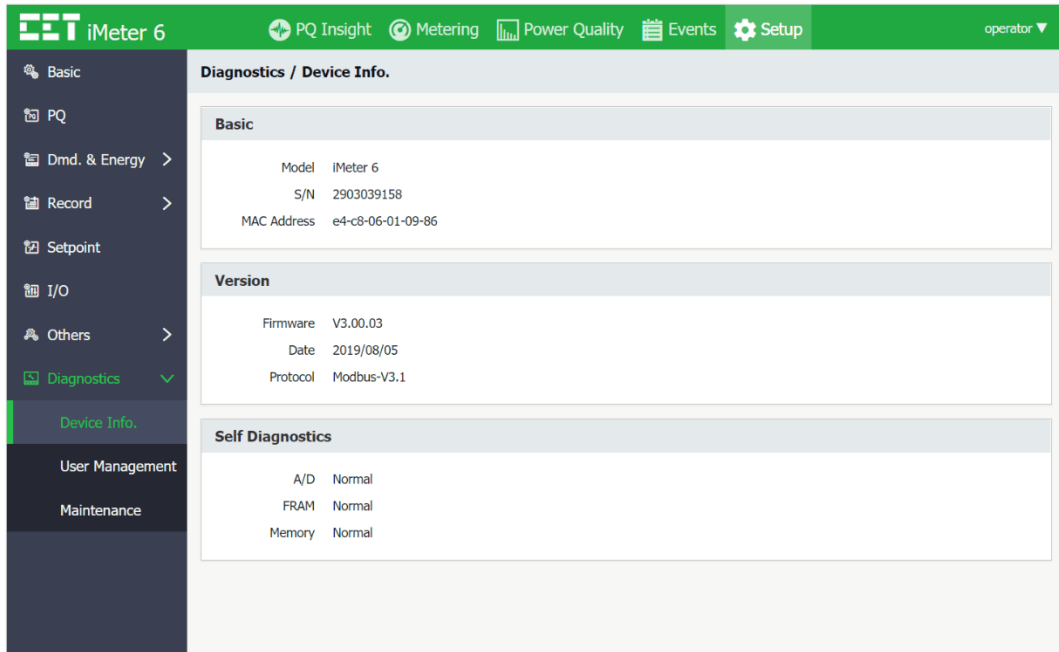 CET iMeter 6 PQ Insight Metering Power Quality Events Setup operator ▼
Basic
PQ
Dmd. & Energy
Record
Setpoint
I/O
Others
Diagnostics
Device Info.
User Management
Maintenance
Diagnostics / Device Info.
Basic
Model iMeter 6
S/N 2903039158
MAC Address e4-c8-06-01-09-86
Version
Firmware V3.00.03
Date 2019/08/05
Protocol Modbus-V3.1
Self Diagnostics
A/D Normal
FRAM Normal
Memory Normal